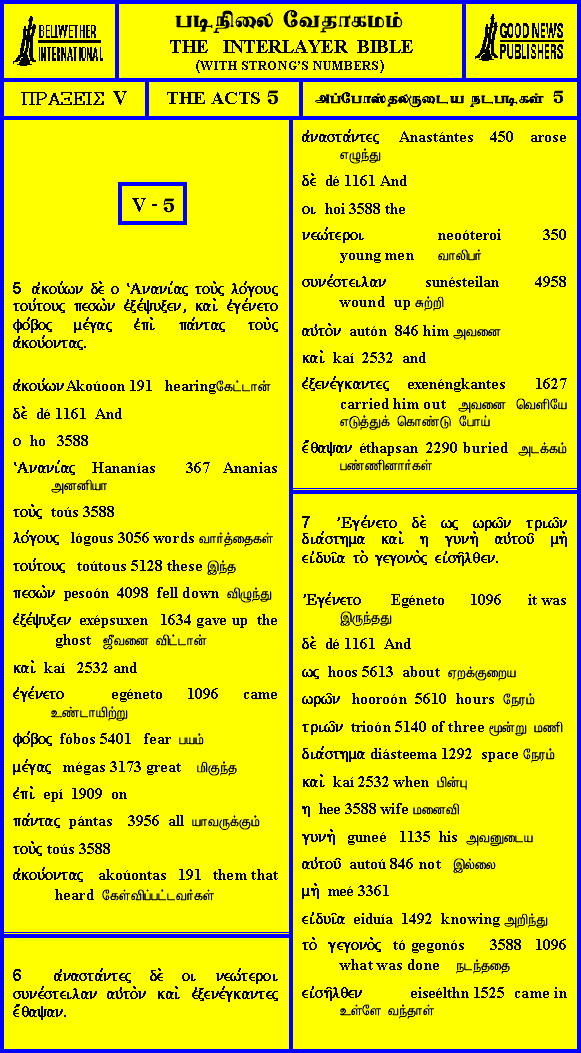 BELLWETHER
INTERNATIONAL
படிநிலை வேதாகமம்
THE INTERLAYER BIBLE
(WITH STRONG'S NUMBERS)
GOOD NEWS
PUBLISHERS
ΠΡΑΞΕΙΣ V
THE ACTS 5
அப்போஸ்தலருடைய நடபடிகள் 5
V - 5
5 ἀκούων δὲ ο Ἁνανίας τοὺς λόγους
τούτους πεσὼν ἐξέψυξεν, καὶ ἐγένετο
φόβος μέγας ἐπὶ πάντας τοὺς
ἀκούοντας.
ἀκούων Akoúoon 191 hearingகேட்டான்
δὲ dé 1161 And
ο ho 3588
Ἁνανίας Hananías 367 Ananias
அனனியா
τοὺς toús 3588
λόγους lógous 3056 words வார்த்தைகள்
τούτους toútous 5128 these இந்த
πεσὼν pesoón 4098 fell down விழுந்து
ἐξέψυξεν exépsuxen 1634 gave up the
ghost ஜீவனை விட்டான்
καὶ kaí 2532 and
ἐγένετο egéneto 1096 came
உண்டாயிற்று
φόβος fóbos 5401 fear பயம்
μέγας mégas 3173 great மிகுந்த
ἐπὶ epí 1909 on
πάντας pántas 3956 all யாவருக்கும்
τοὺς toús 3588
ἀκούοντας akoúontas 191 them that
heard கேள்விப்பட்டவர்கள்
6 ἀναστάντες δὲ οι νεώτεροι
συνέστειλαν αὐτὸν καὶ ἐξενέγκαντες
ἔθαψαν.
ἀναστάντες Anastántes 450 arose
எழுந்து
δὲ dé 1161 And
οι hoi 3588 the
νεώτεροι neoóteroi 350
young men வாலிபர்
συνέστειλαν sunésteilan 4958
wound up சுற்றி
αὐτὸν autón 846 him அவனை
καὶ kaí 2532 and
ἐξενέγκαντες exenéngkantes 1627
carried him out அவனை வெளியே
எடுத்துக் கொண்டு போய்
ἔθαψαν éthapsan 2290 buried அடக்கம்
பண்ணினார்கள்
7 Ἐγένετο δὲ ως ωρῶν τριῶν
διάστημα καὶ η γυνὴ αὐτοῦ μὴ
εἰδυῖα τὸ γεγονὸς εἰσῆλθεν.
Ἐγένετο Egéneto 1096 it was
இருந்தது
δὲ dé 1161 And
ως hoos 5613 about ஏறக்குறைய
ωρῶν hooroón 5610 hours நேரம்
τριῶν trioón 5140 of three மூன்று மணி
διάστημα diásteema 1292 space நேரம்
καὶ kaí 2532 when பின்பு
η hee 3588 wife மனைவி
γυνὴ guneé 1135 his அவனுடைய
αὐτοῦ autoú 846 not இல்லை
μὴ meé 3361
εἰδυῖα eiduía 1492 knowing அறிந்து
τὸ γεγονὸς tó gegonós 3588 1096
what was done நடந்ததை
εἰσῆλθεν eiseélthn 1525 came in
உள்ளே வந்தாள்